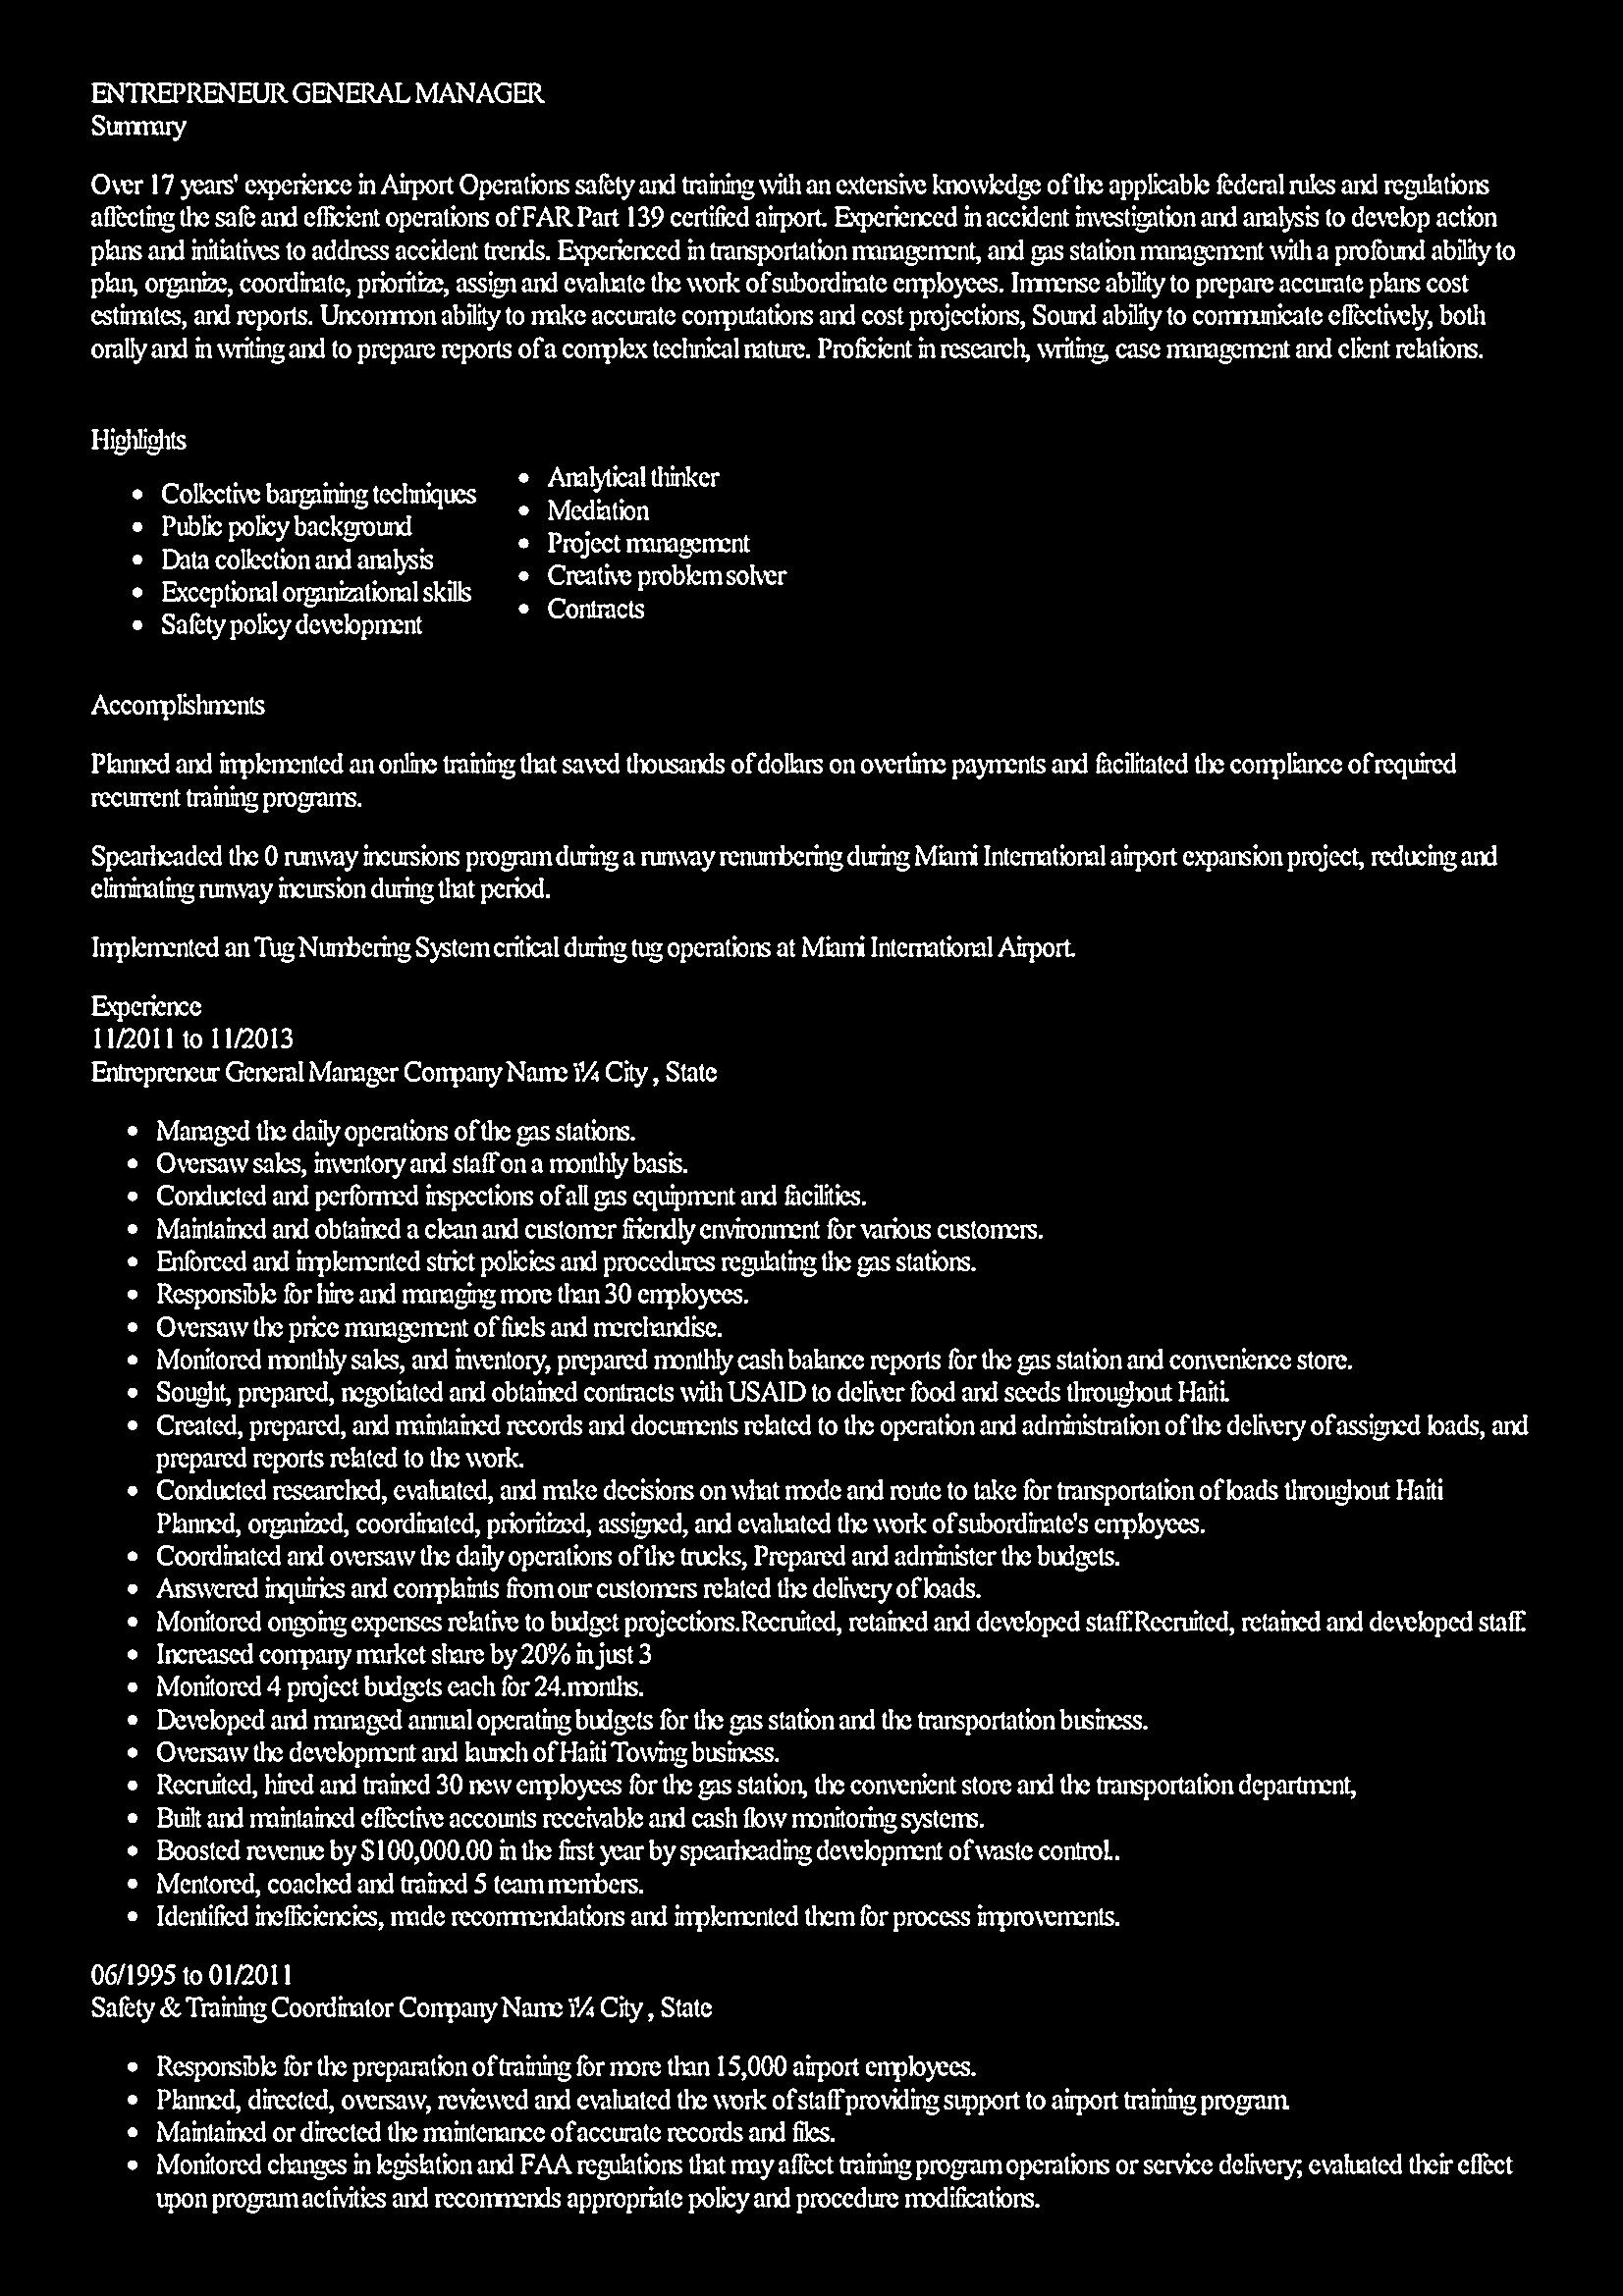 ENTREPRENEUR GENERAL MANAGER
Summary
Over 17 years' experience in Airport Operations safety and training with an extensive knowledge of the applicable federal rules and regulations
affecting the safe and efficient operations of FAR Part 139 certified airport. Experienced in accident investigation and analysis to develop action
plans and initiatives to address accident trends. Experienced in transportation management, and gas station management with a profound ability to
plan, organize, coordinate, prioritize, assign and evaluate the work of subordinate employees. Immense ability to prepare accurate plans cost
estimates, and reports. Uncommon ability to make accurate computations and cost projections, Sound ability to communicate effectively, both
orally and in writing and to prepare reports of a complex technical nature. Proficient in research, writing, case management and client relations.
Highlights
• Collective bargaining techniques
• Public policy background
• Data collection and analysis
• Exceptional organizational skills
• Safety policy development
• Analytical thinker
• Mediation
• Project management
• Creative problem solver
• Contracts
Accomplishments
Planned and implemented an online training that saved thousands of dollars on overtime payments and facilitated the compliance of required
recurrent training programs.
Spearheaded the 0 runway incursions program during a runway renumbering during Miami International airport expansion project, reducing and
eliminating runway incursion during that period.
Implemented an Tug Numbering System critical during tug operations at Miami International Airport.
Experience
11/2011 to 11/2013
Entrepreneur General Manager Company Name ï¼ City , State
• Managed the daily operations of the gas stations.
• Oversaw sales, inventory and staff on a monthly basis.
• Conducted and performed inspections of all gas equipment and facilities.
• Maintained and obtained a clean and customer friendly environment for various customers.
• Enforced and implemented strict policies and procedures regulating the gas stations.
• Responsible for hire and managing more than 30 employees.
• Oversaw the price management of fuels and merchandise.
• Monitored monthly sales, and inventory, prepared monthly cash balance reports for the gas station and convenience store.
• Sought, prepared, negotiated and obtained contracts with USAID to deliver food and seeds throughout Haiti.
• Created, prepared, and maintained records and documents related to the operation and administration of the delivery of assigned loads, and
prepared reports related to the work.
• Conducted researched, evaluated, and make decisions on what mode and route to take for transportation of loads throughout Haiti
Planned, organized, coordinated, prioritized, assigned, and evaluated the work of subordinate's employees.
• Coordinated and oversaw the daily operations of the trucks, Prepared and administer the budgets.
• Answered inquiries and complaints from our customers related the delivery of loads.
• Monitored ongoing expenses relative to budget projections.Recruited, retained and developed staff.Recruited, retained and developed staff.
• Increased company market share by 20% in just 3
• Monitored 4 project budgets each for 24.months.
• Developed and managed annual operating budgets for the gas station and the transportation business.
• Oversaw the development and launch of Haiti Towing business.
• Recruited, hired and trained 30 new employees for the gas station, the convenient store and the transportation department,
• Built and maintained effective accounts receivable and cash flow monitoring systems.
• Boosted revenue by $100,000.00 in the first year by spearheading development of waste control..
• Mentored, coached and trained 5 team members.
• Identified inefficiencies, made recommendations and implemented them for process improvements.
06/1995 to 01/2011
Safety & Training Coordinator Company Name ï¼ City , State
• Responsible for the preparation of training for more than 15,000 airport employees.
• Planned, directed, oversaw, reviewed and evaluated the work of staff providing support to airport training program.
• Maintained or directed the maintenance of accurate records and files.
• Monitored changes in legislation and FAA regulations that may affect training program operations or service delivery; evaluated their effect
upon program activities and recommends appropriate policy and procedure modifications.